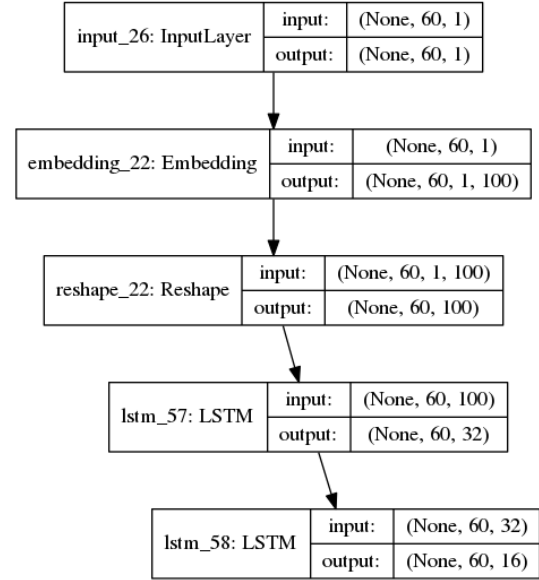 input_26: InputLayer
input: (None, 60, 1)
output: (None, 60, 1)
embedding_22: Embedding
input: (None, 60, 1)
output: (None, 60, 1, 100)
reshape_22: Reshape
input: (None, 60, 1, 100)
output: (None, 60, 100)
lstm_57: LSTM
input: (None, 60, 100)
output: (None, 60, 32)
lstm_58: LSTM
input: (None, 60, 32)
output: (None, 60, 16)